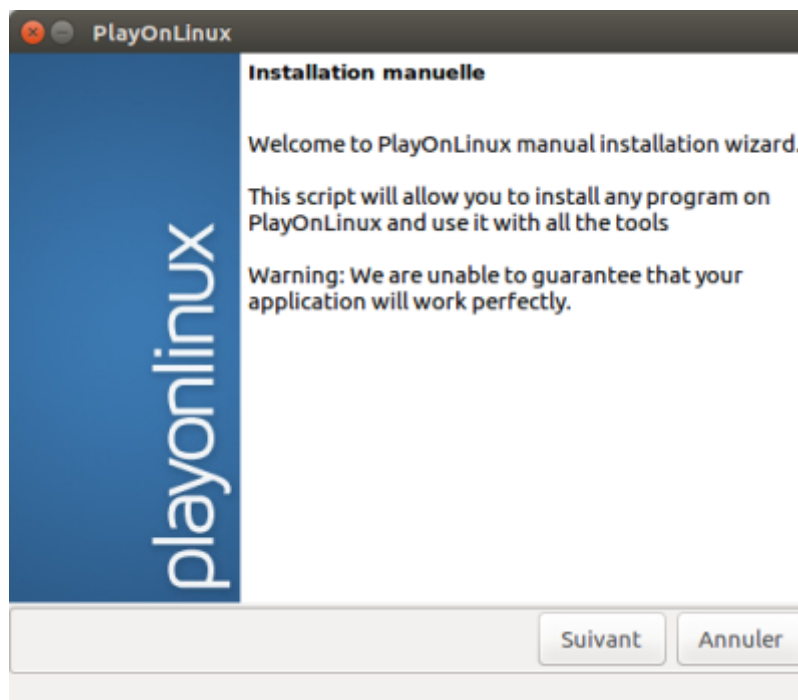 PlayOnLinux
Installation manuelle
Welcome to PlayOnLinux manual installation wizard.
This script will allow you to install any program on
PlayOnLinux and use it with all the tools
Warning: We are unable to guarantee that your
application will work perfectly.
playonlinux
Suivant
Annuler